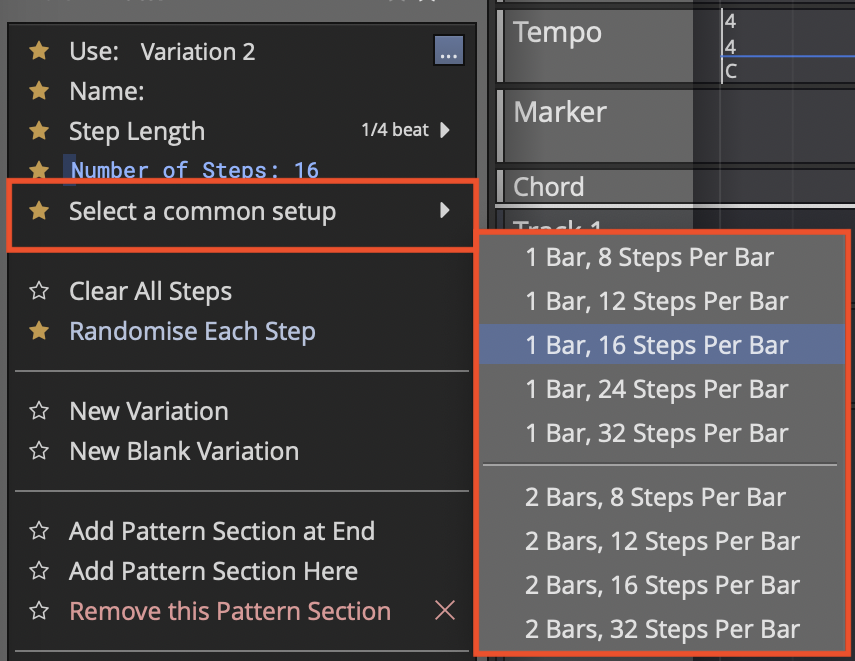 Use: Variation 2 ...
Name:
Step Length 1/4 beat
Number of Steps: 16
Select a common setup
Clear All Steps
Randomise Each Step
New Variation
New Blank Variation
Add Pattern Section at End
Add Pattern Section Here
Remove this Pattern Section
Tempo
4
4
C
Marker
Chord
Track 1
1 Bar, 8 Steps Per Bar
1 Bar, 12 Steps Per Bar
1 Bar, 16 Steps Per Bar
1 Bar, 24 Steps Per Bar
1 Bar, 32 Steps Per Bar
2 Bars, 8 Steps Per Bar
2 Bars, 12 Steps Per Bar
2 Bars, 16 Steps Per Bar
2 Bars, 32 Steps Per Bar